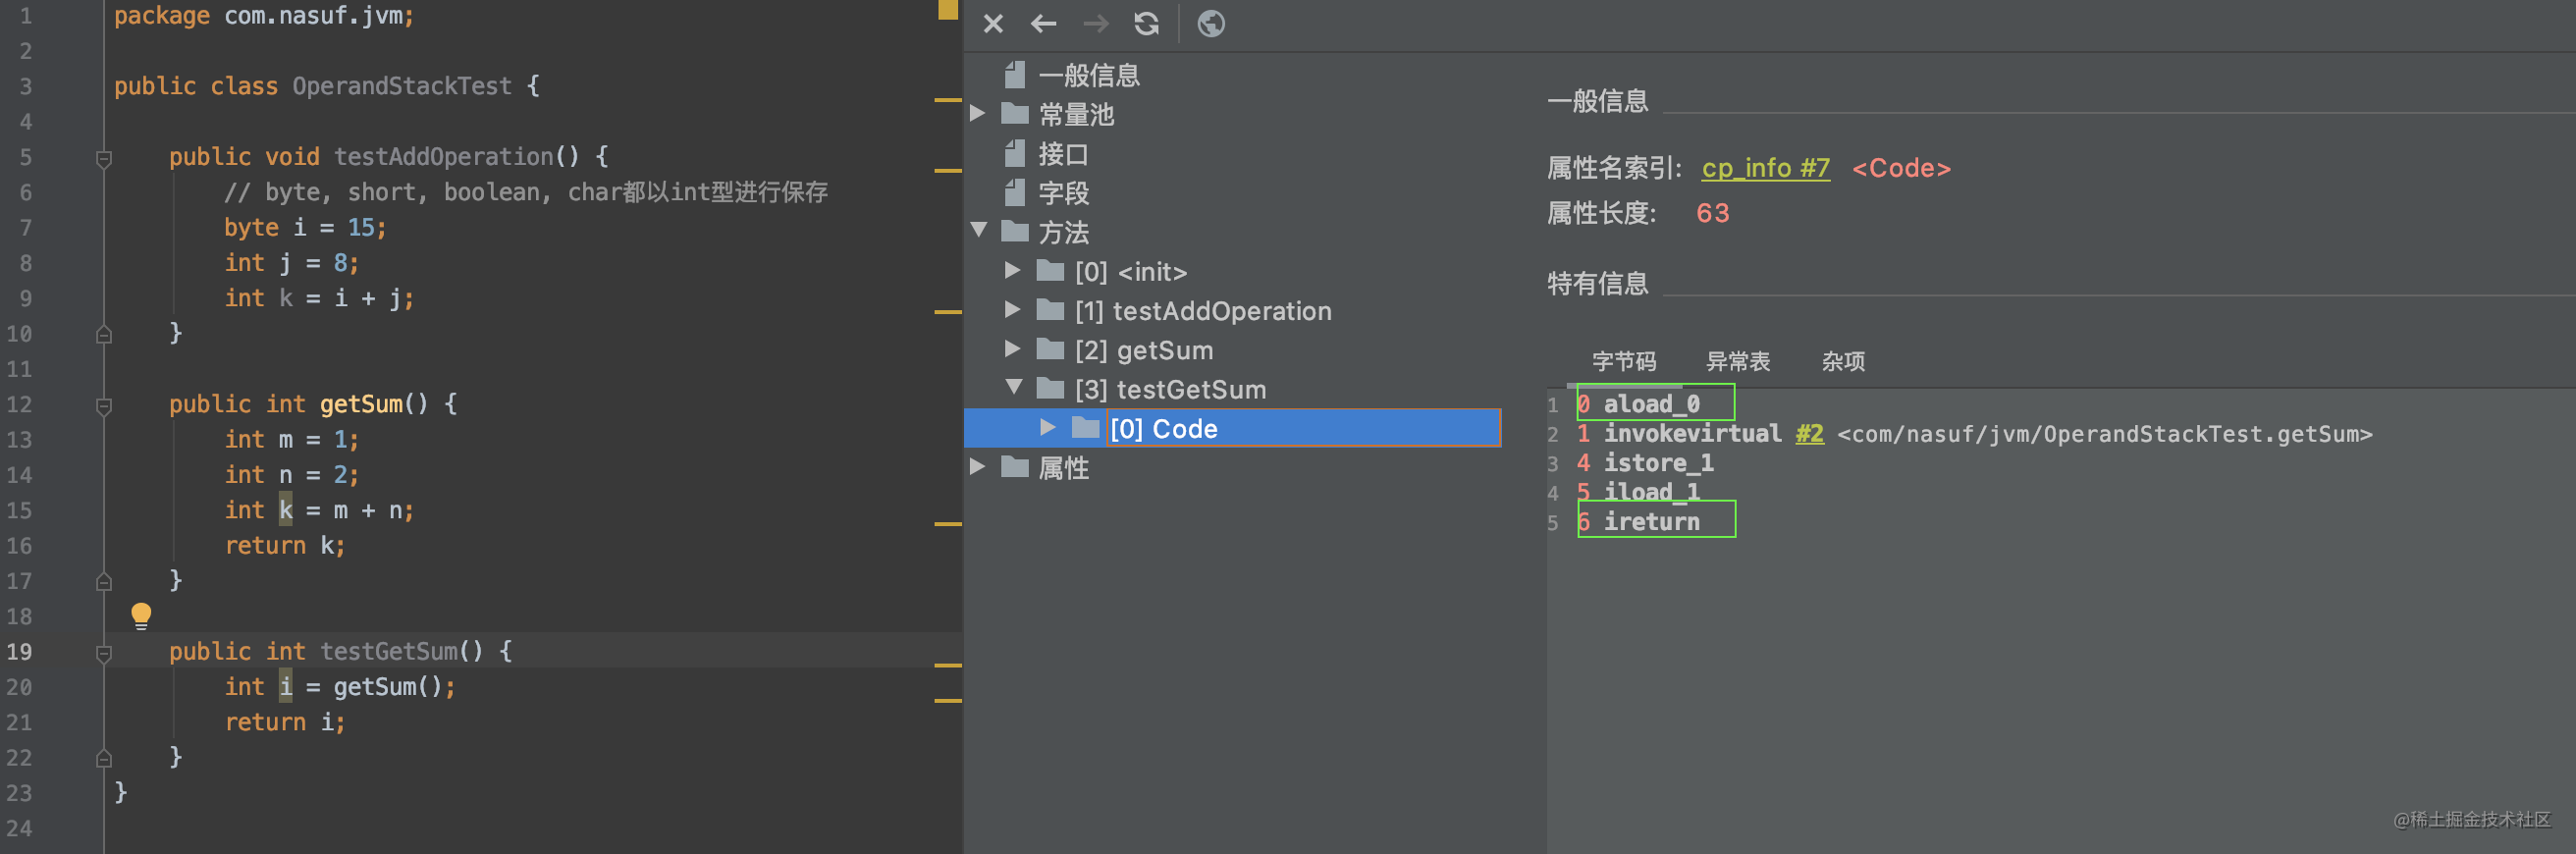 1 package com.nasuf.jvm;
2
3 public class OperandStackTest {
4
5 public void testAddOperation() {
6 // byte, short, boolean, char都以int型进行保存
7 byte i = 15;
8 int j = 8;
9 int k = i + j;
10 }
11
12 public int getSum() {
13 int m = 1;
14 int n = 2;
15 int k = m + n;
16 return k;
17 }
18
19 public int testGetSum() {
20 int i = getSum();
21 return i;
22 }
23 }
24
一般信息
常量池
接口
字段
方法
[0] <init>
[1] testAddOperation
[2] getSum
[3] testGetSum
[0] Code
属性
一般信息
属性名索引: cp_info #7 <Code>
属性长度: 63
特有信息
字节码 异常表 杂项
1 0 aload_0
2 1 invokevirtual #2 <com/nasuf/jvm/OperandStackTest.getSum>
3 4 istore_1
4 5 iload_1
5 6 ireturn
@稀土掘金技术社区